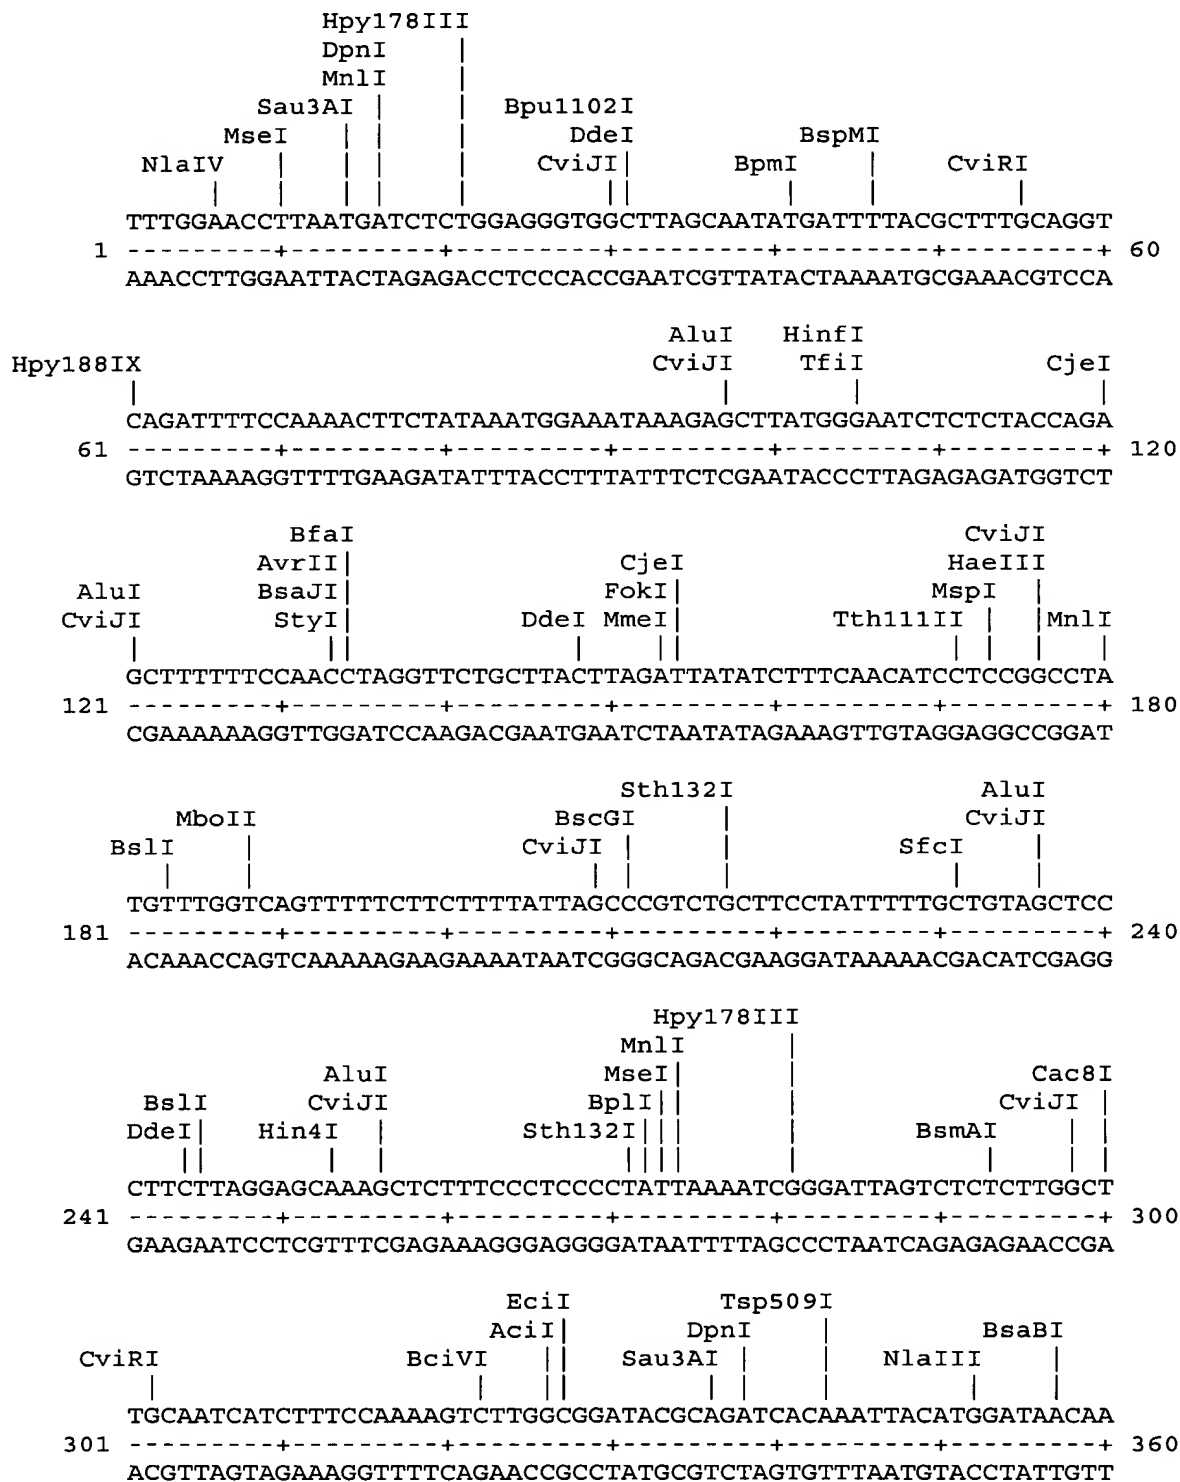 Hpy178III
DpnI
MnlI
Sau3AI Bpu1102I
MseI DdeI BspMI
NlaIV CviJI BpmI CviRI
TTTGGAACCTTAATGATCTCTGGAGGGTGGCTTAGCAATATGATTTTACGCTTTGCAGGT
1 ---------+---------+---------+---------+---------+---------+ 60
AAACCTTGGAATTACTAGAGACCTCCCACCGAATCGTTATACTAAAATGCGAAACGTCCA
AluI HinfI
Hpy188IX CviJI TfiI CjeI
CAGATTTTCCAAAACTTCTATAAATGGAAATAAAGAGCTTATGGGAATCTCTCTACCAGA
61 ---------+---------+---------+---------+---------+---------+ 120
GTCTAAAAGGTTTTGAAGATATTTACCTTTATTTCTCGAATACCCTTAGAGAGATGGTCT
BfaI CviJI
AvrII CjeI HaeIII
AluI BsaJI FokI MspI
CviJI StyI DdeI MmeI Tth111II MnlI
GCTTTTTTTCCAACCTAGGTTCTGCTTACTTAGATTATATCTTTCAACATCCTCCGGCCTA
121 ---------+---------+---------+---------+---------+---------+ 180
CGAAAAAAAGGTTGGATCCAAGACGAATGAATCTAATATAGAAAGTTGTAGGAGGCCGGAT
Sth132I AluI
MboII BscGI CviJI
BslI CviJI SfcI
TGTTTGGTCAGTTTTTCTTCTTTTATTAGCCCGTCTGCTTCCTATTTTTGCTGTAGCTCC
181 ---------+---------+---------+---------+---------+---------+ 240
ACAAACCAGTCAAAAAGAAGAAAATAATCGGGCAGACGAAGGATAAAAACGACATCGAGG
Hpy178III
MnlI
AluI MseI Cac8I
BslI CviJI BplI CviJI
DdeI Hin4I Sth132I BsmAI
CTTCTTAGGAGCAAAGCTCTTTCCCTCCCCTATTAAAATCGGGATTAGTCTCTCTTGGCT
241 ---------+---------+---------+---------+---------+---------+ 300
GAAGAATCCTCGTTTCGAGAAAGGGAGGGGATAATTTTAGCCCTAATCAGAGAGAACCGA
EciI Tsp509I
AciI DpnI BsaBI
CviRI BciVI Sau3AI NlaIII
TGCAATCATCTTTCCAAAAGTCTTGGCGGATACGCAGATCACAAATTACATGGATAACAA
301 ---------+---------+---------+---------+---------+---------+ 360
ACGTTAGTAGAAAGGTTTTCAGAACCGCCTATGCGTCTAGTGTTTAATGTACCTATTGTT